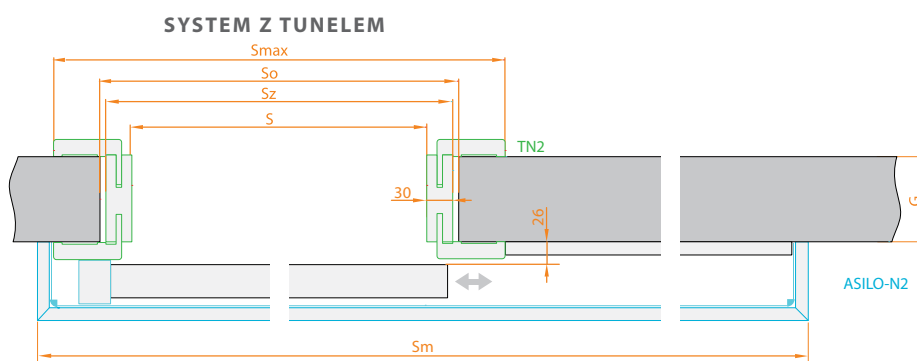 SYSTEM Z TUNELEM
Smax
So
Sz
S
TN2
30
26
G
ASILO-N2
Sm